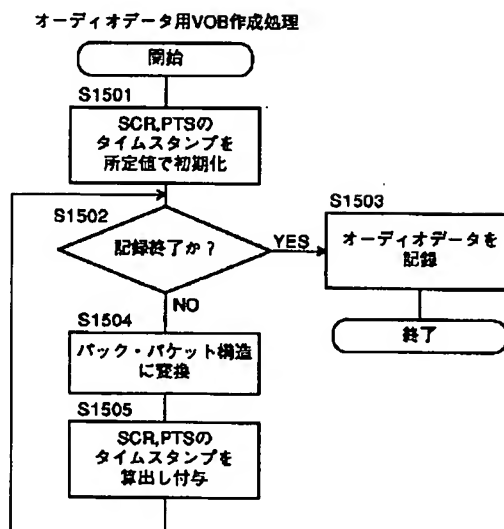 オーディオデータ用VOB作成処理
開始
S1501
SCR,PTSの
タイムスタンプを
所定値で初期化
S1502
記録終了か？
YES
NO
S1503
オーディオデータを
記録
終了
S1504
パック・パケット構造
に変換
S1505
SCR,PTSの
タイムスタンプを
算出し付与